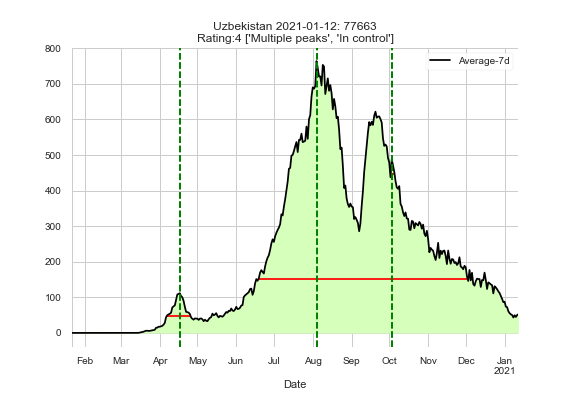 Uzbekistan 2021-01-12: 77663
Rating:4 ['Multiple peaks', 'In control']
Average-7d
800
700
600
500
400
300
200
100
0
Feb Mar Apr May Jun Jul Aug Sep Oct Nov Dec Jan
2021
Date